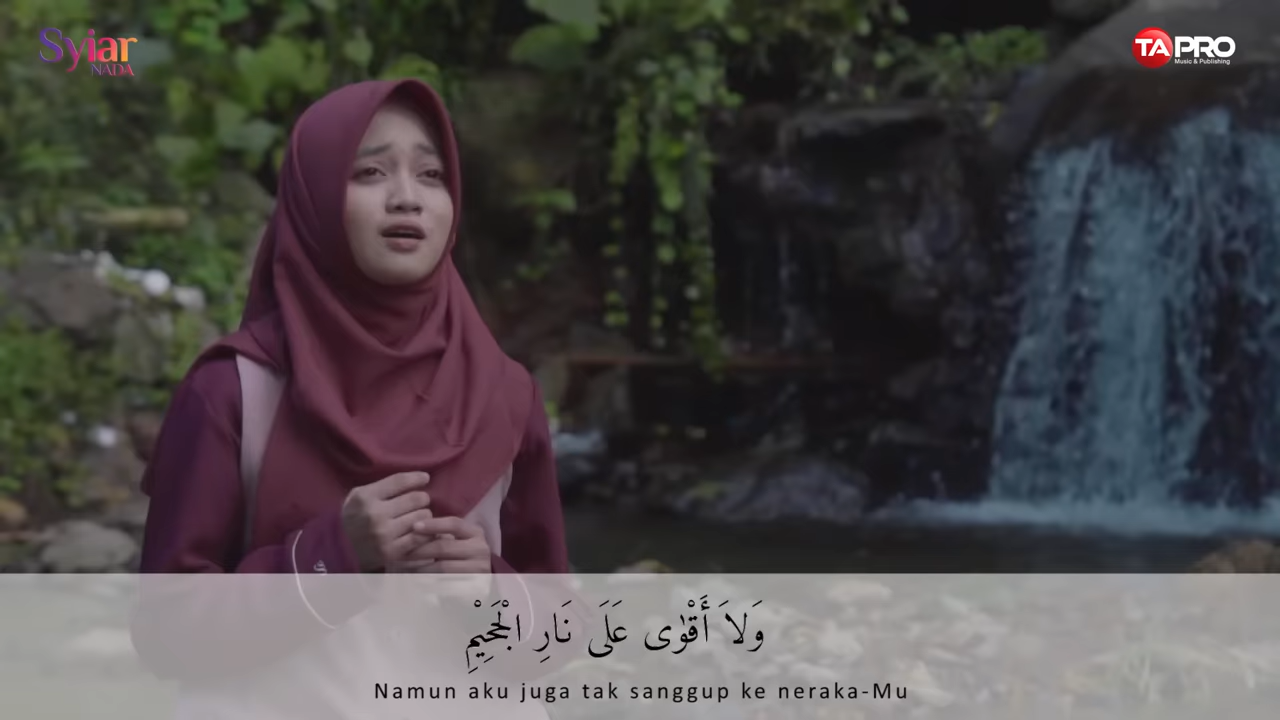 Syiar
NADA
TA PRO
Music & Publishing
وَلاَ أَقْوٰى عَلَى نَارِ الْجَحِيْمِ
Namun aku juga tak sanggup ke neraka-Mu